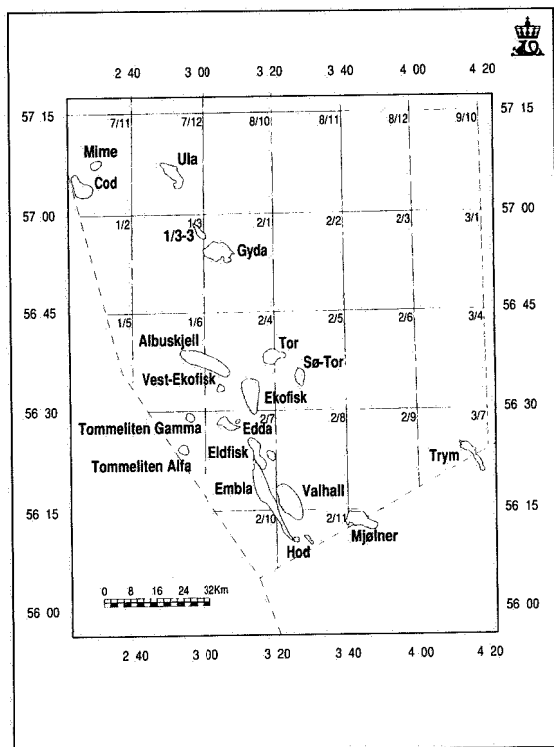 2 40 3 00 3 20 3 40 4 00 4 20
57 15 7/11 7/12 8/10 8/11 8/12 9/10 57 15
Mime
Ula
Cod
57 00 1/2 1/3 2/1 2/2 2/3 3/1 57 00
1/3-3
Gyda
56 45 1/5 1/6 2/4 2/5 2/6 3/4 56 45
Albuskjell
Tor
Sø-Tor
Vest-Ekofisk
Ekofisk
56 30 2/7 2/8 2/9 3/7 56 30
Tommeliten Gamma
Edda
Eldfisk
Trym
Tommeliten Alfa
Embla
Valhall
56 15 2/10 2/11 56 15
Mjølner
Hod
0 8 16 24 32Km
56 00 56 00
2 40 3 00 3 20 3 40 4 00 4 20